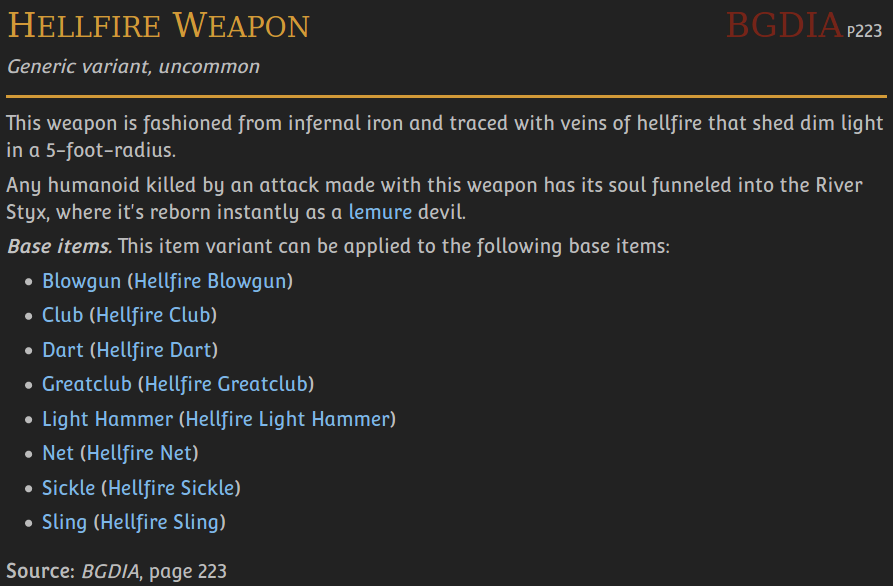 Hellfire Weapon BGDIA P223
Generic variant, uncommon
This weapon is fashioned from infernal iron and traced with veins of hellfire that shed dim light
in a 5-foot-radius.
Any humanoid killed by an attack made with this weapon has its soul funneled into the River
Styx, where it's reborn instantly as a lemure devil.
Base items. This item variant can be applied to the following base items:
• Blowgun (Hellfire Blowgun)
• Club (Hellfire Club)
• Dart (Hellfire Dart)
• Greatclub (Hellfire Greatclub)
• Light Hammer (Hellfire Light Hammer)
• Net (Hellfire Net)
• Sickle (Hellfire Sickle)
• Sling (Hellfire Sling)
Source: BGDIA, page 223